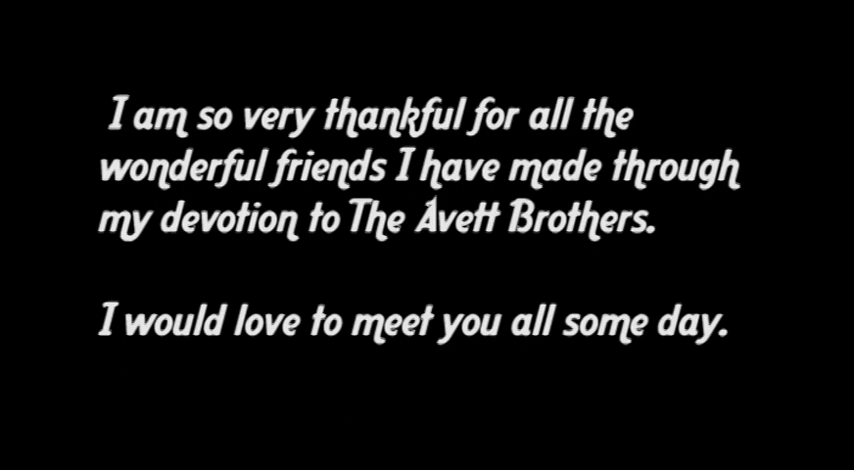 I am so very thankful for all the
wonderful friends I have made through
my devotion to The Avett Brothers.
I would love to meet you all some day.